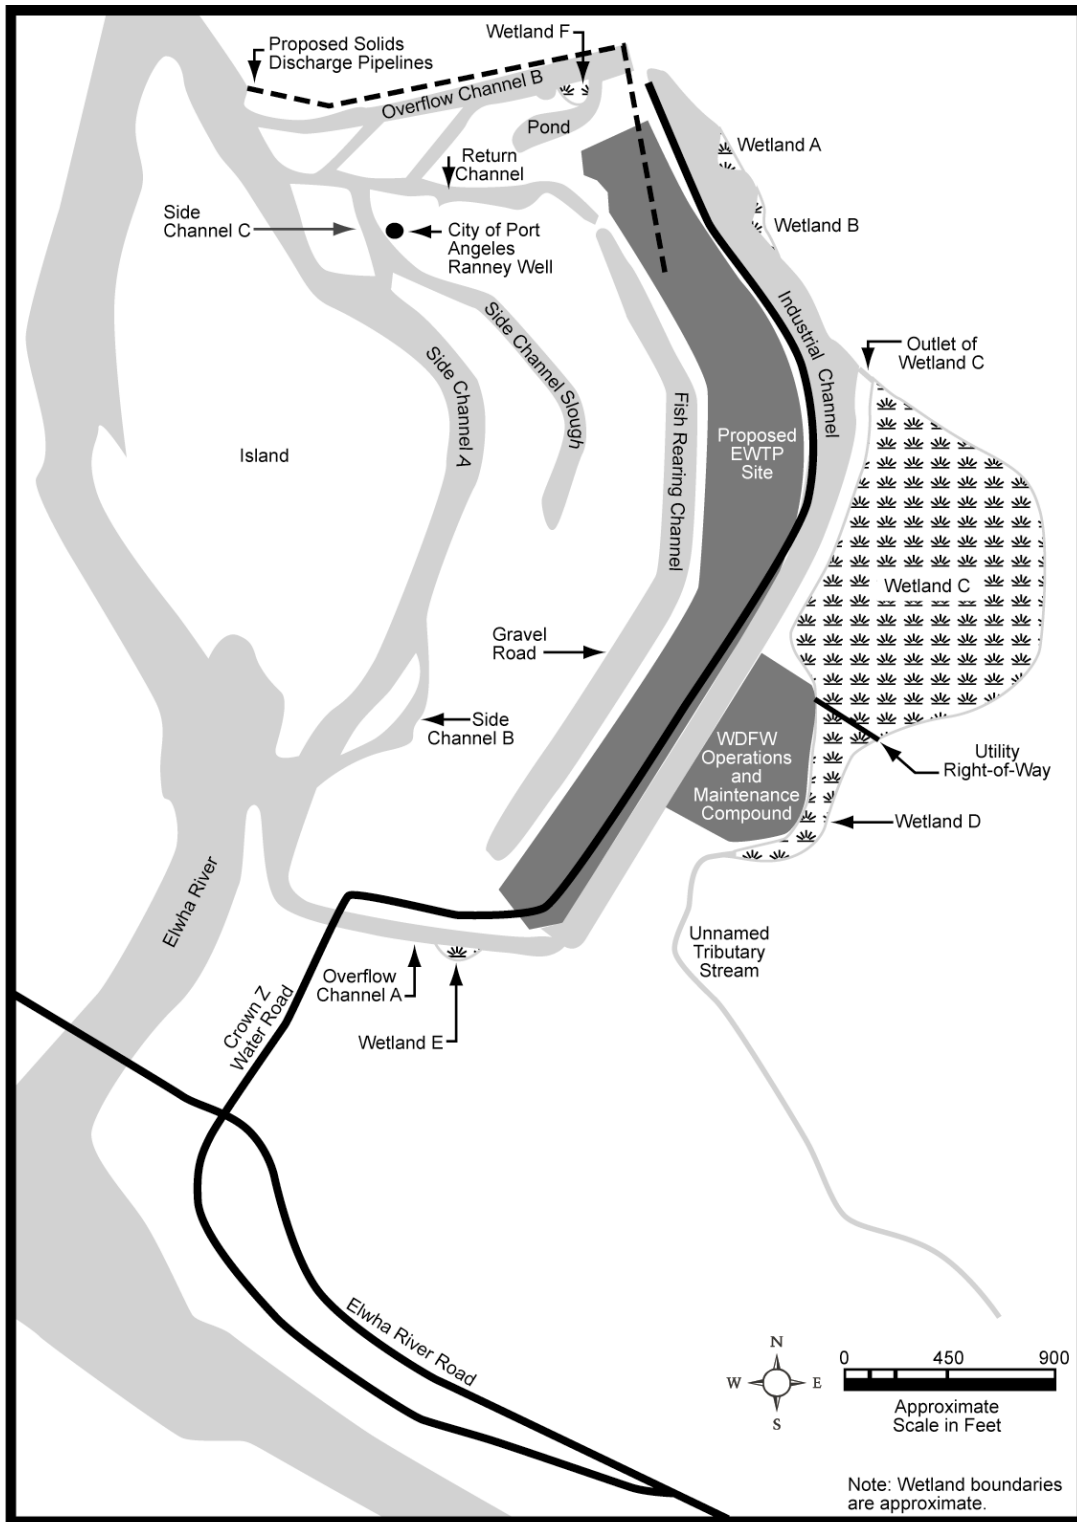 Wetland F
Proposed Solids
Discharge Pipelines
Overflow Channel B
Pond
Wetland A
Return
Channel
Side
Channel C
City of Port
Angeles
Ranney Well
Wetland B
Side Channel Slough
Industrial Channel
Outlet of
Wetland C
Side Channel A
Fish Rearing Channel
Proposed
EWTP
Site
Island
Wetland C
Gravel
Road
Side
Channel B
WDFW
Operations
and
Maintenance
Compound
Utility
Right-of-Way
Wetland D
Elwha River
Unnamed
Tributary
Stream
Overflow
Channel A
Crown Z
Water Road
Wetland E
Elwha River Road
N
W E
S
0 450 900
Approximate
Scale in Feet
Note: Wetland boundaries
are approximate.